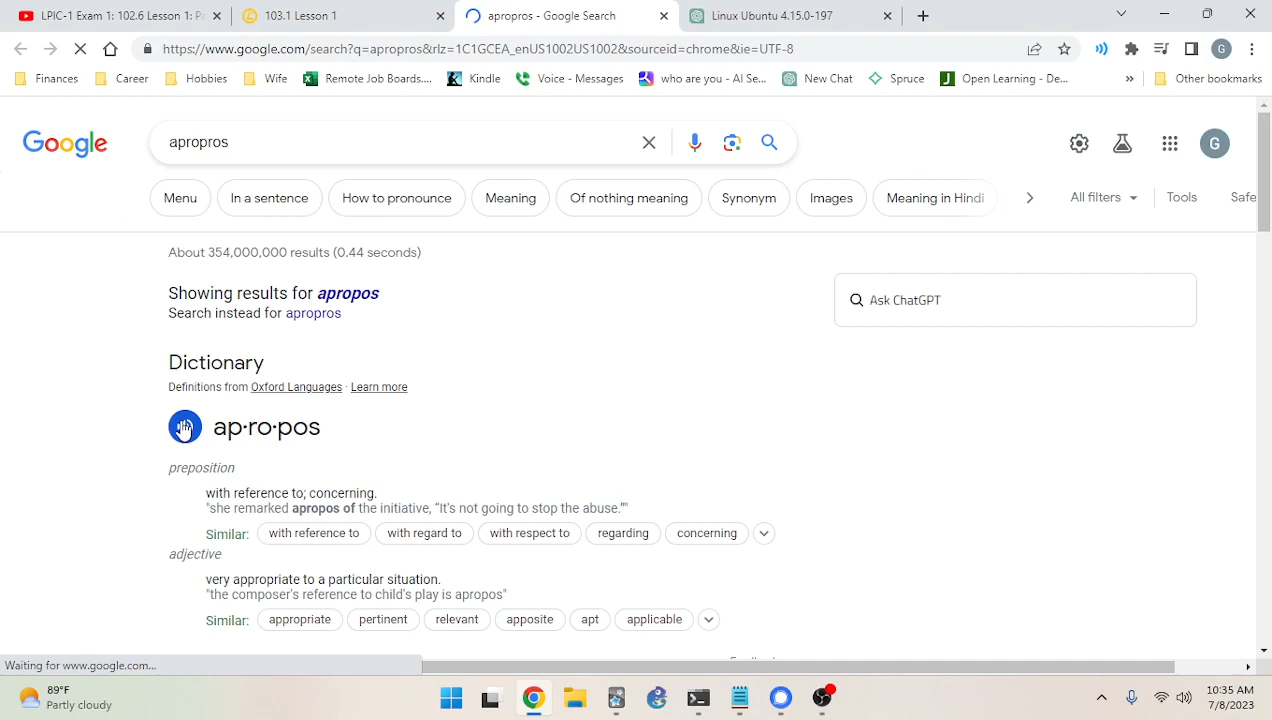 LPIC-1 Exam 1: 102.6 Lesson 1: Pa
103.1 Lesson 1
apropros - Google Search
Linux Ubuntu 4.15.0-197
https://www.google.com/search?q=apropros&rlz=1C1GCEA_enUS1002US1002&sourceid=chrome&ie=UTF-8
G
Finances
Career
Hobbies
Wife
Remote Job Boards....
Kindle
Voice - Messages
who are you - AI Se...
New Chat
Spruce
Open Learning - De...
»
Other bookmarks
Google
apropros
G
Menu
In a sentence
How to pronounce
Meaning
Of nothing meaning
Synonym
Images
Meaning in Hindi
All filters
Tools
Safe
About 354,000,000 results (0.44 seconds)
Showing results for apropos
Search instead for apropros
Ask ChatGPT
Dictionary
Definitions from Oxford Languages · Learn more
ap·ro·pos
preposition
with reference to; concerning.
"she remarked apropos of the initiative, “It's not going to stop the abuse.”"
Similar:
with reference to
with regard to
with respect to
regarding
concerning
adjective
very appropriate to a particular situation.
"the composer's reference to child's play is apropos"
Similar:
appropriate
pertinent
relevant
apposite
apt
applicable
Waiting for www.google.com...
89°F
Partly cloudy
10:35 AM
7/8/2023